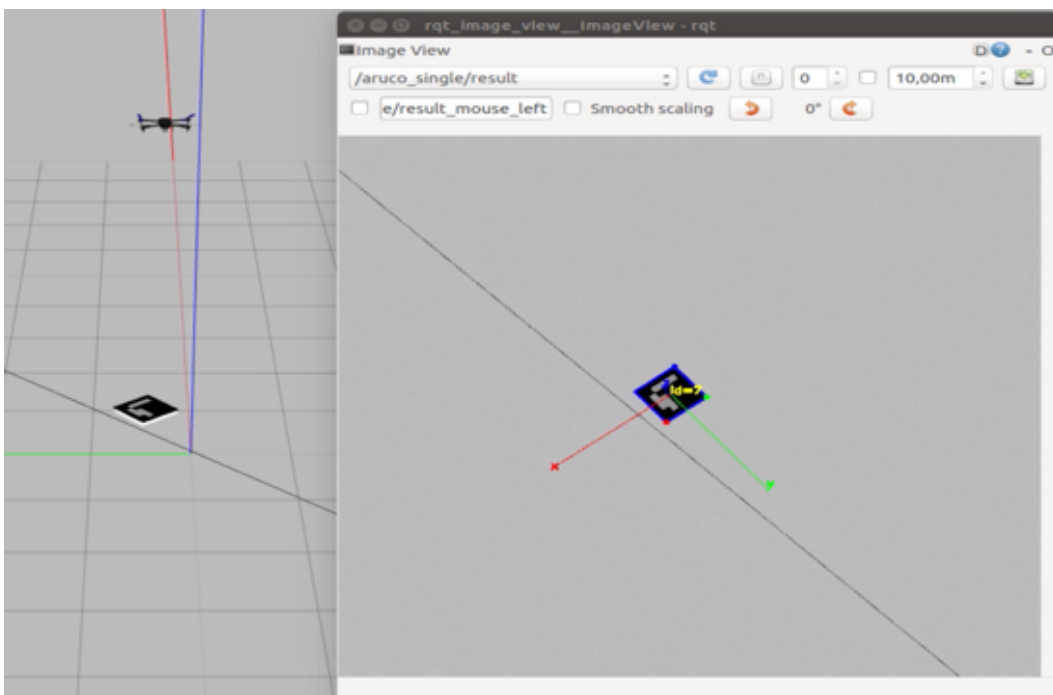 rqt_image_view__ImageView - rqt
Image View
D ? - O
/aruco_single/result 0 10,00m
e/result_mouse_left Smooth scaling 0°
Id=7
x
y